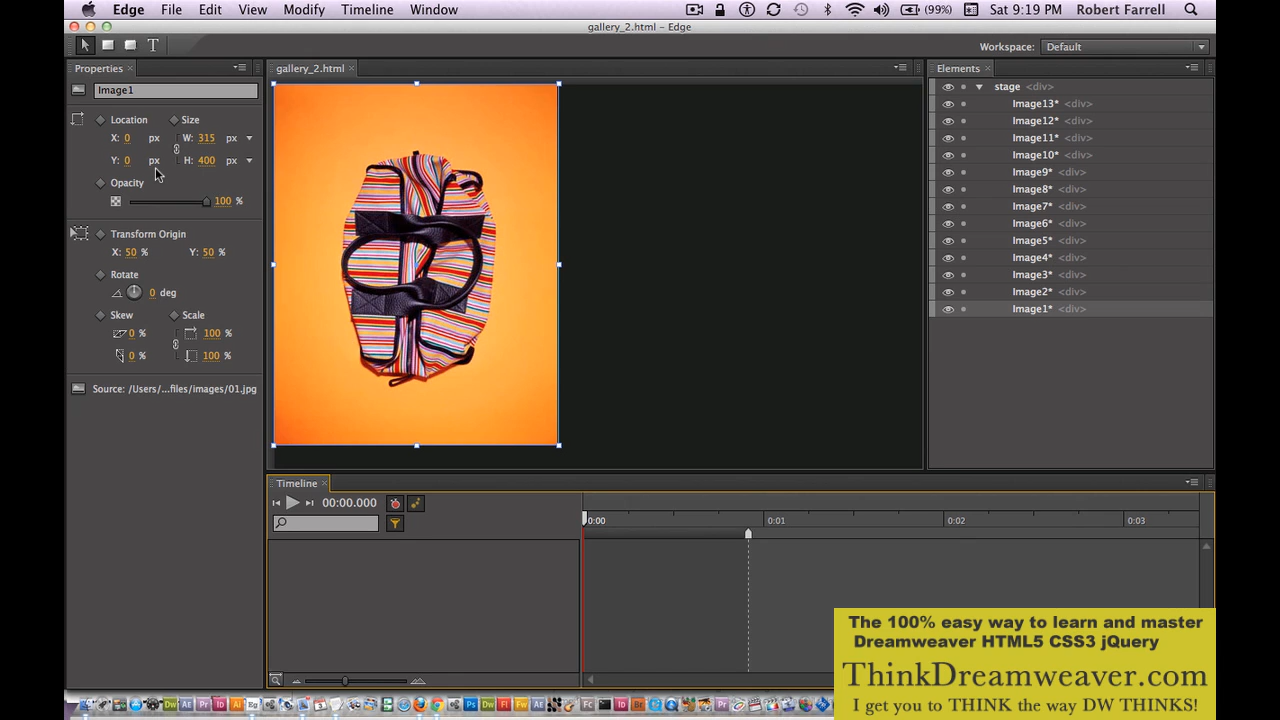 Edge File Edit View Modify Timeline Window (99%) Sat 9:19 PM Robert Farrell
gallery_2.html - Edge
T Workspace: Default
Properties × gallery_2.html × Elements ×
Image1
Location Size
X: 0 px W: 315 px
Y: 0 px H: 400 px
Opacity
100 %
Transform Origin
X: 50 % Y: 50 %
Rotate
0 deg
Skew Scale
0 % 100 %
0 % 100 %
Source: /Users/...files/images/01.jpg
stage <div>
Image13* <div>
Image12* <div>
Image11* <div>
Image10* <div>
Image9* <div>
Image8* <div>
Image7* <div>
Image6* <div>
Image5* <div>
Image4* <div>
Image3* <div>
Image2* <div>
Image1* <div>
Timeline ×
00:00.000
0:00 0:01 0:02 0:03
The 100% easy way to learn and master
Dreamweaver HTML5 CSS3 jQuery
ThinkDreamweaver.com
I get you to THINK the way DW THINKS!